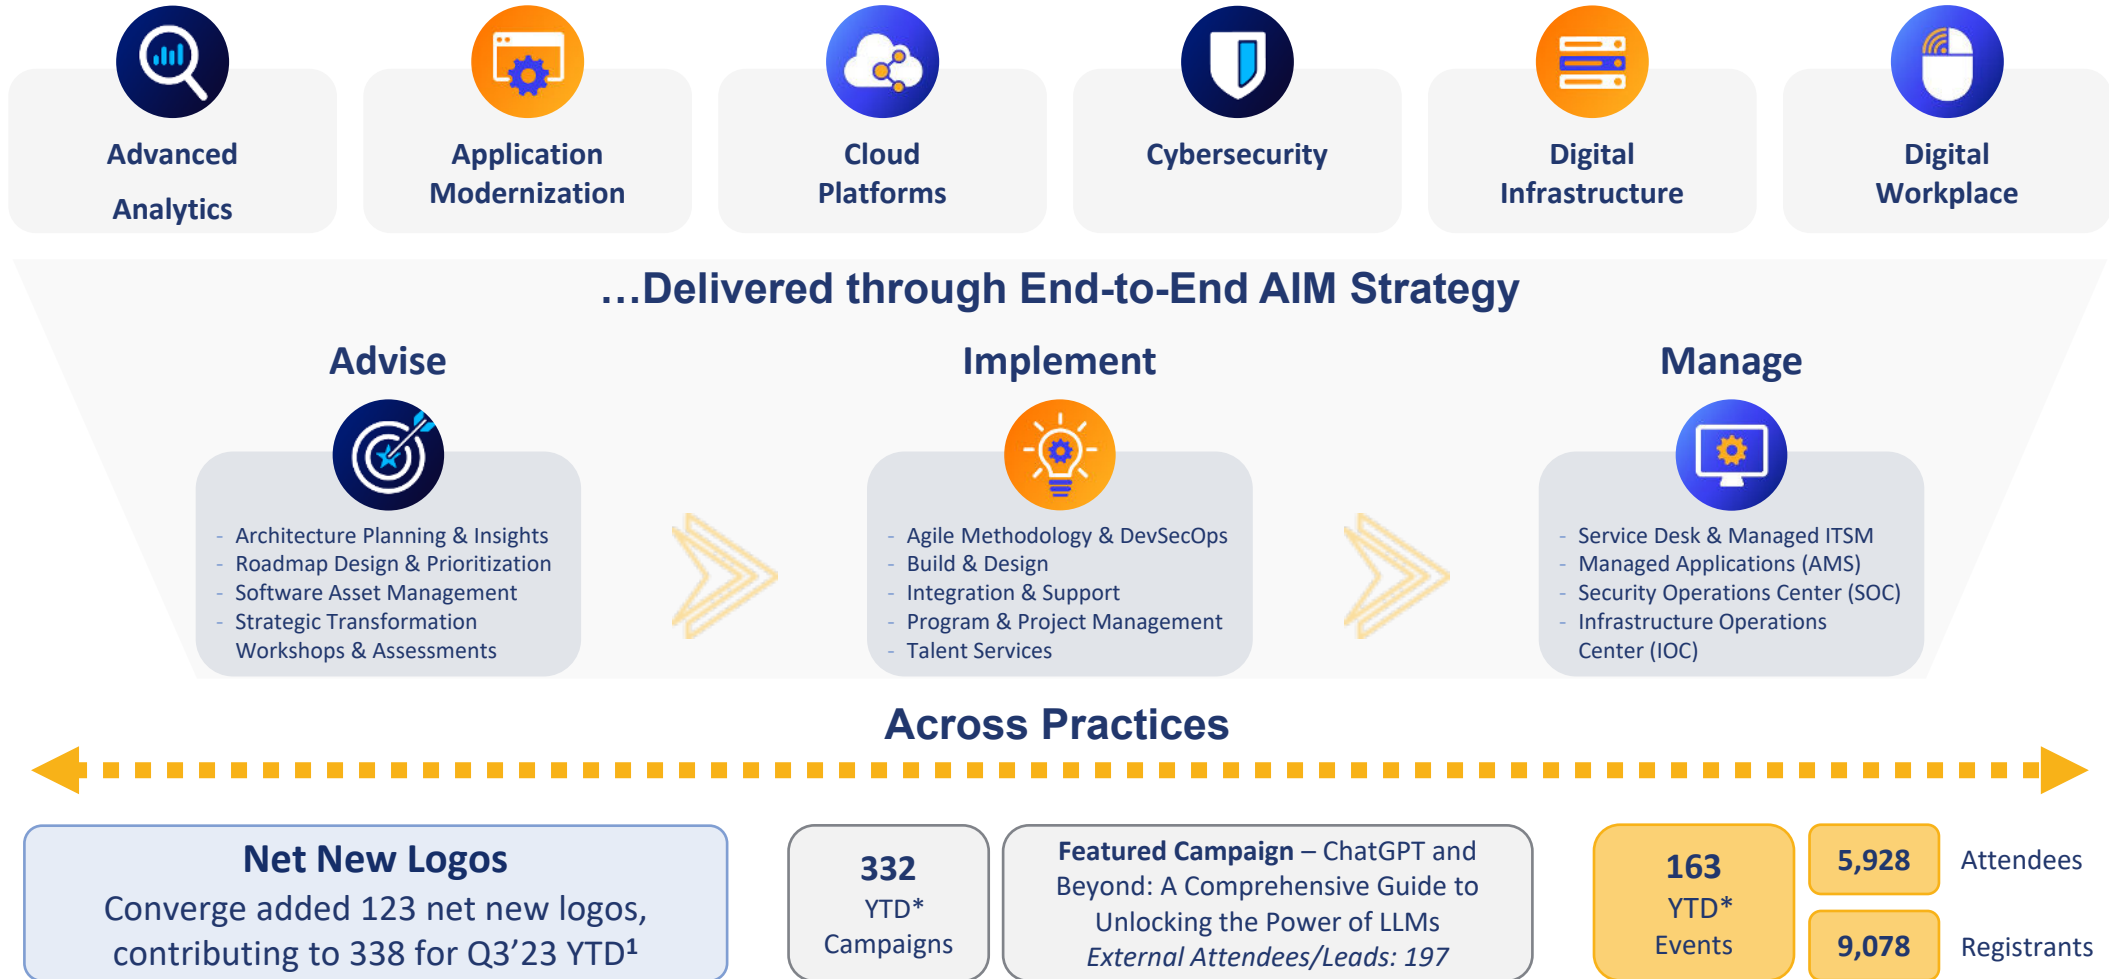 Advanced
Analytics
Application
Modernization
Cloud
Platforms
Cybersecurity
Digital
Infrastructure
Digital
Workplace
...Delivered through End-to-End AIM Strategy
Advise
- Architecture Planning & Insights
- Roadmap Design & Prioritization
- Software Asset Management
- Strategic Transformation
Workshops & Assessments
Implement
- Agile Methodology & DevSecOps
- Build & Design
- Integration & Support
- Program & Project Management
- Talent Services
Manage
- Service Desk & Managed ITSM
- Managed Applications (AMS)
- Security Operations Center (SOC)
- Infrastructure Operations
Center (IOC)
Across Practices
Net New Logos
Converge added 123 net new logos,
contributing to 338 for Q3’23 YTD¹
332
YTD*
Campaigns
Featured Campaign – ChatGPT and
Beyond: A Comprehensive Guide to
Unlocking the Power of LLMs
External Attendees/Leads: 197
163
YTD*
Events
5,928 Attendees
9,078 Registrants